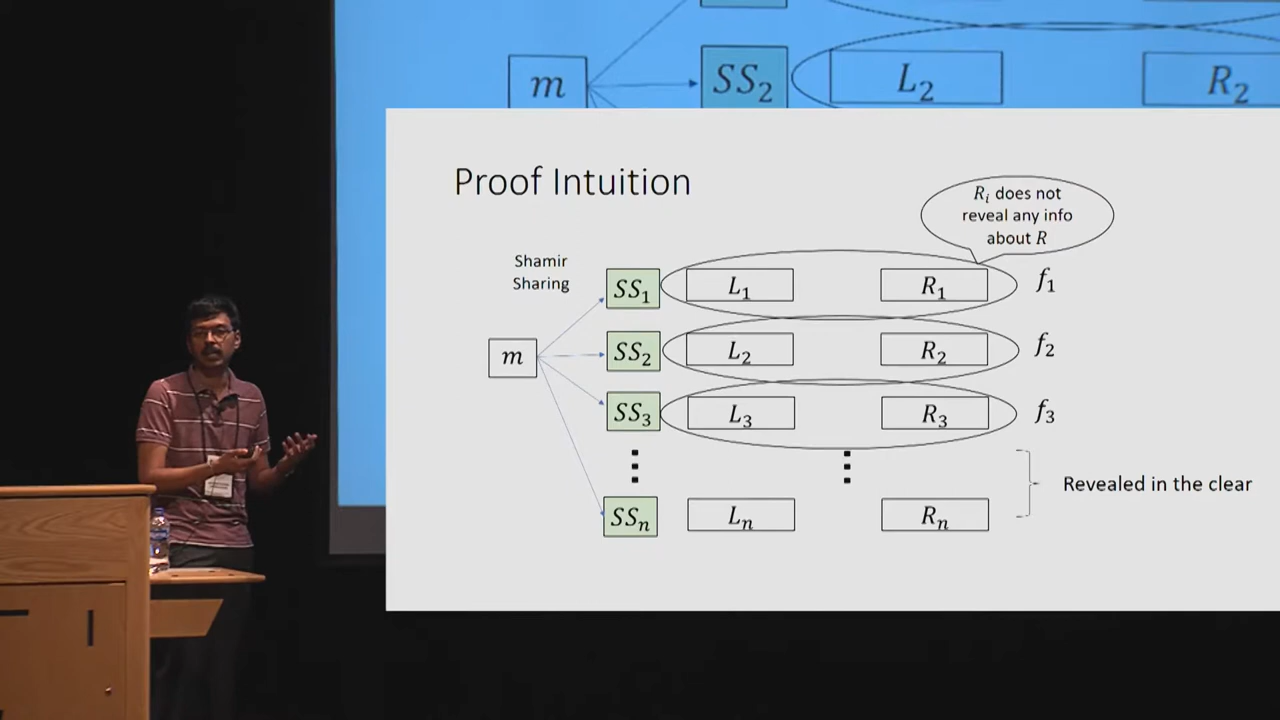 m
SS₂
L₂
R₂
Proof Intuition
R_i does not
reveal any info
about R
Shamir
Sharing
SS₁
L₁
R₁
f₁
m
SS₂
L₂
R₂
f₂
SS₃
L₃
R₃
f₃
Revealed in the clear
SSₙ
Lₙ
Rₙ